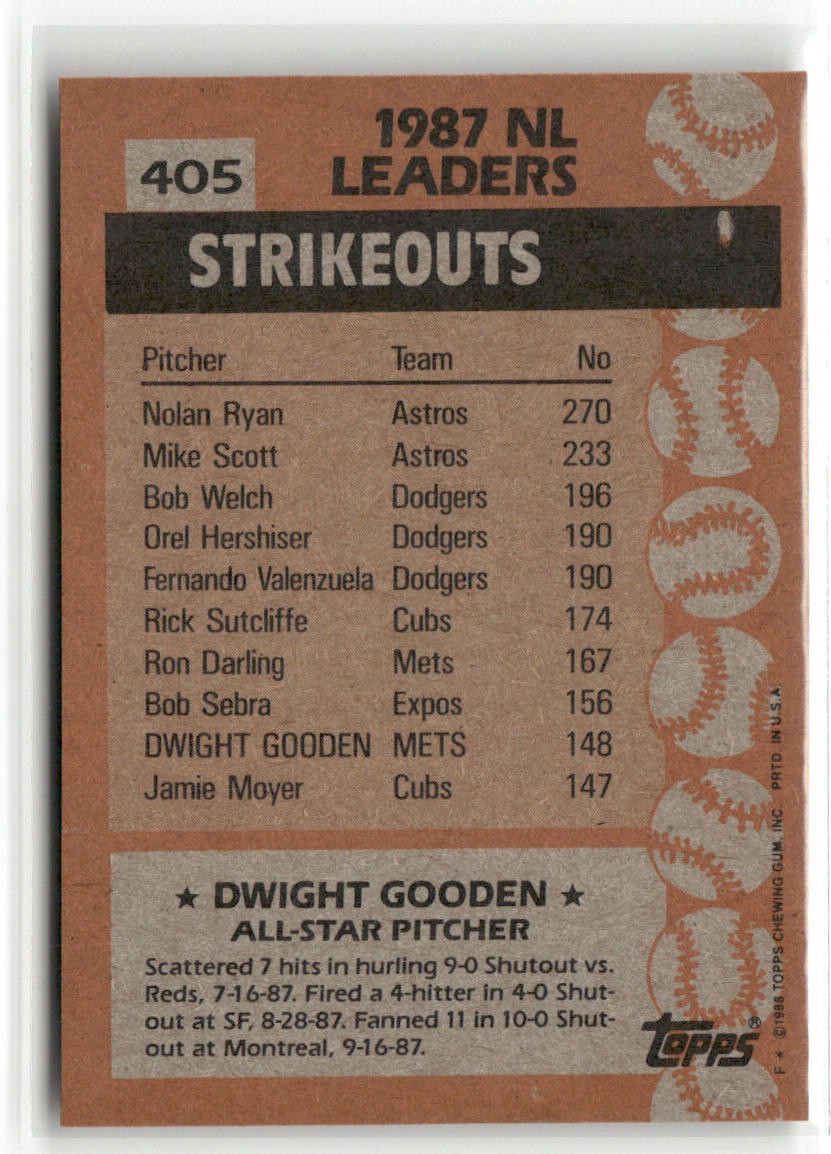 405
1987 NL
LEADERS
STRIKEOUTS
Pitcher Team No
Nolan Ryan Astros 270
Mike Scott Astros 233
Bob Welch Dodgers 196
Orel Hershiser Dodgers 190
Fernando Valenzuela Dodgers 190
Rick Sutcliffe Cubs 174
Ron Darling Mets 167
Bob Sebra Expos 156
DWIGHT GOODEN METS 148
Jamie Moyer Cubs 147
★ DWIGHT GOODEN ★
ALL-STAR PITCHER
Scattered 7 hits in hurling 9-0 Shutout vs.
Reds, 7-16-87. Fired a 4-hitter in 4-0 Shut-
out at SF, 8-28-87. Fanned 11 in 10-0 Shut-
out at Montreal, 9-16-87.
TOPPS®
F ✶ ©1988 TOPPS CHEWING GUM, INC. PRTD. IN U.S.A.